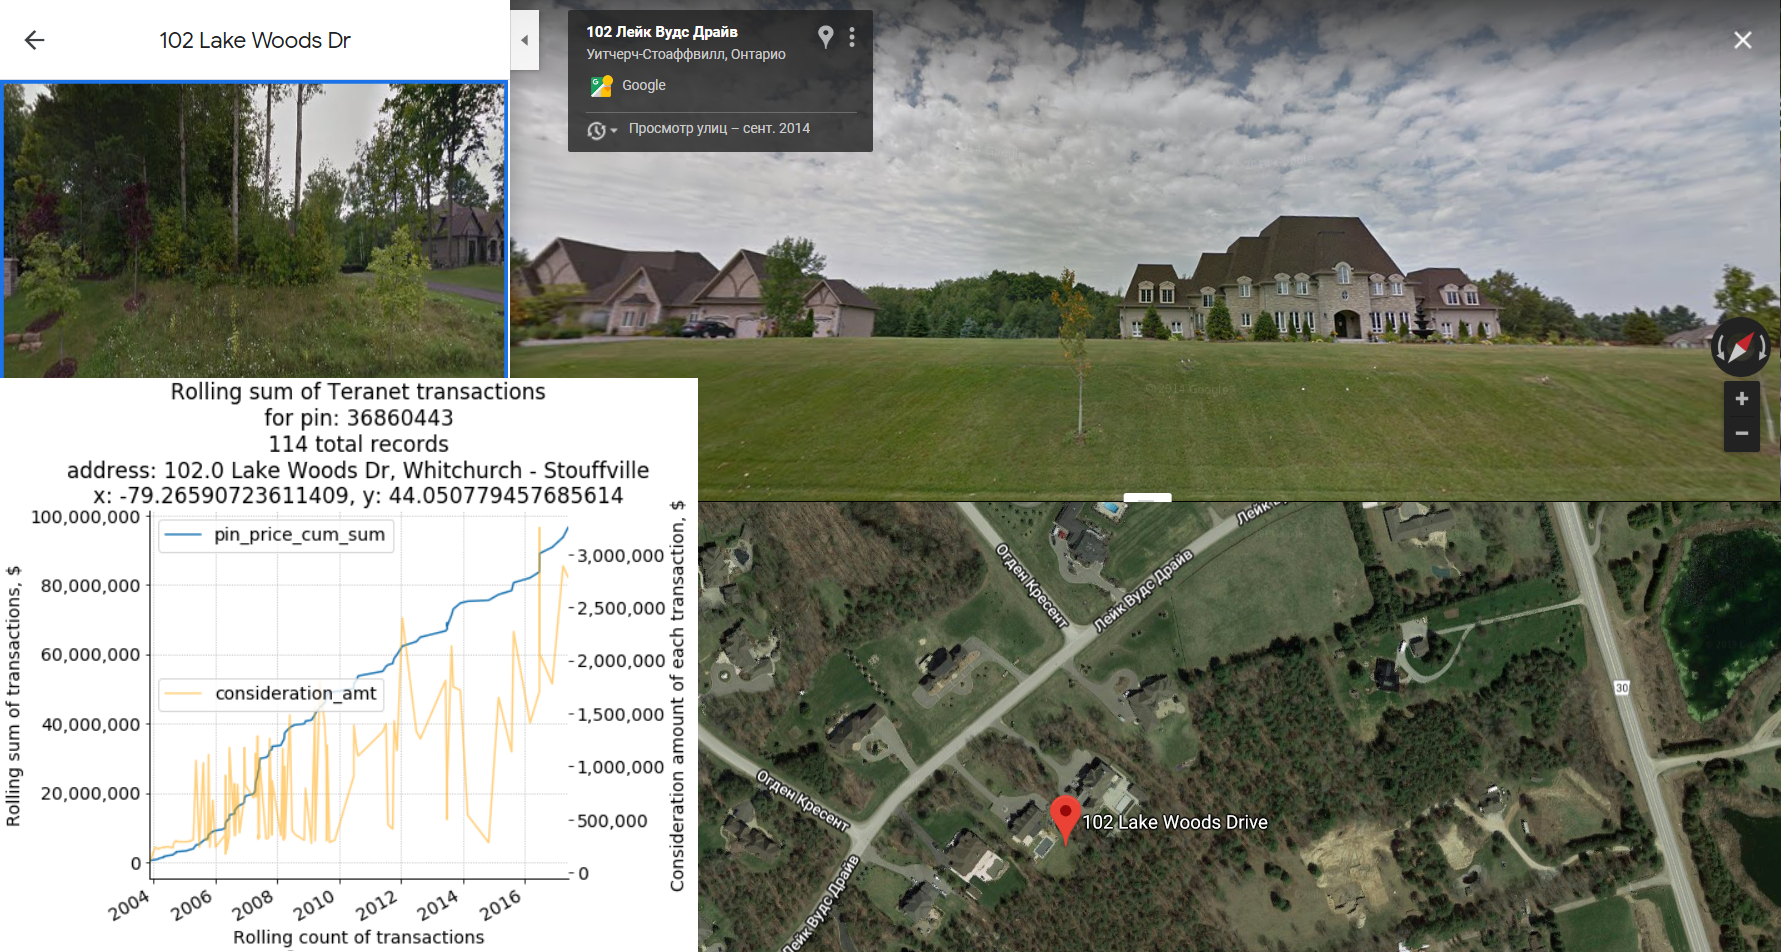 102 Lake Woods Dr
102 Лейк Вудс Драйв
Уитчерч-Стоаффвилл, Онтарио
Google
Просмотр улиц – сент. 2014
© 2014 Google
Rolling sum of Teranet transactions
for pin: 36860443
114 total records
address: 102.0 Lake Woods Dr, Whitchurch - Stouffville
x: -79.26590723611409, y: 44.050779457685614
Rolling sum of transactions, $
100,000,000
80,000,000
60,000,000
40,000,000
20,000,000
0
pin_price_cum_sum
consideration_amt
3,000,000
2,500,000
2,000,000
1,500,000
1,000,000
500,000
0
Consideration amount of each transaction, $
2004
2006
2008
2010
2012
2014
2016
Rolling count of transactions
Огден Кресент
Лейк Вудс Драйв
Лейк
30
Огден Кресент
102 Lake Woods Drive
Лейк Вудс Драйв